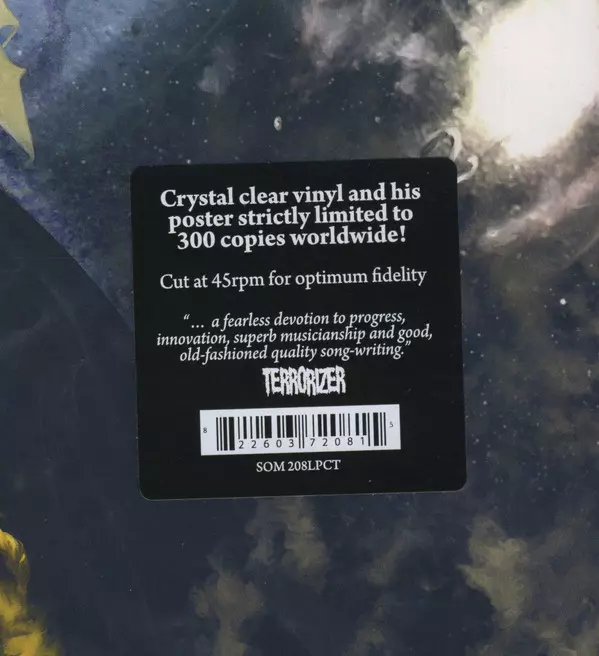 Crystal clear vinyl and his
poster strictly limited to
300 copies worldwide!
Cut at 45rpm for optimum fidelity
“... a fearless devotion to progress,
innovation, superb musicianship and good,
old-fashioned quality song-writing.”
TERRORIZER
8 22603 72081 5
SOM 208LPCT